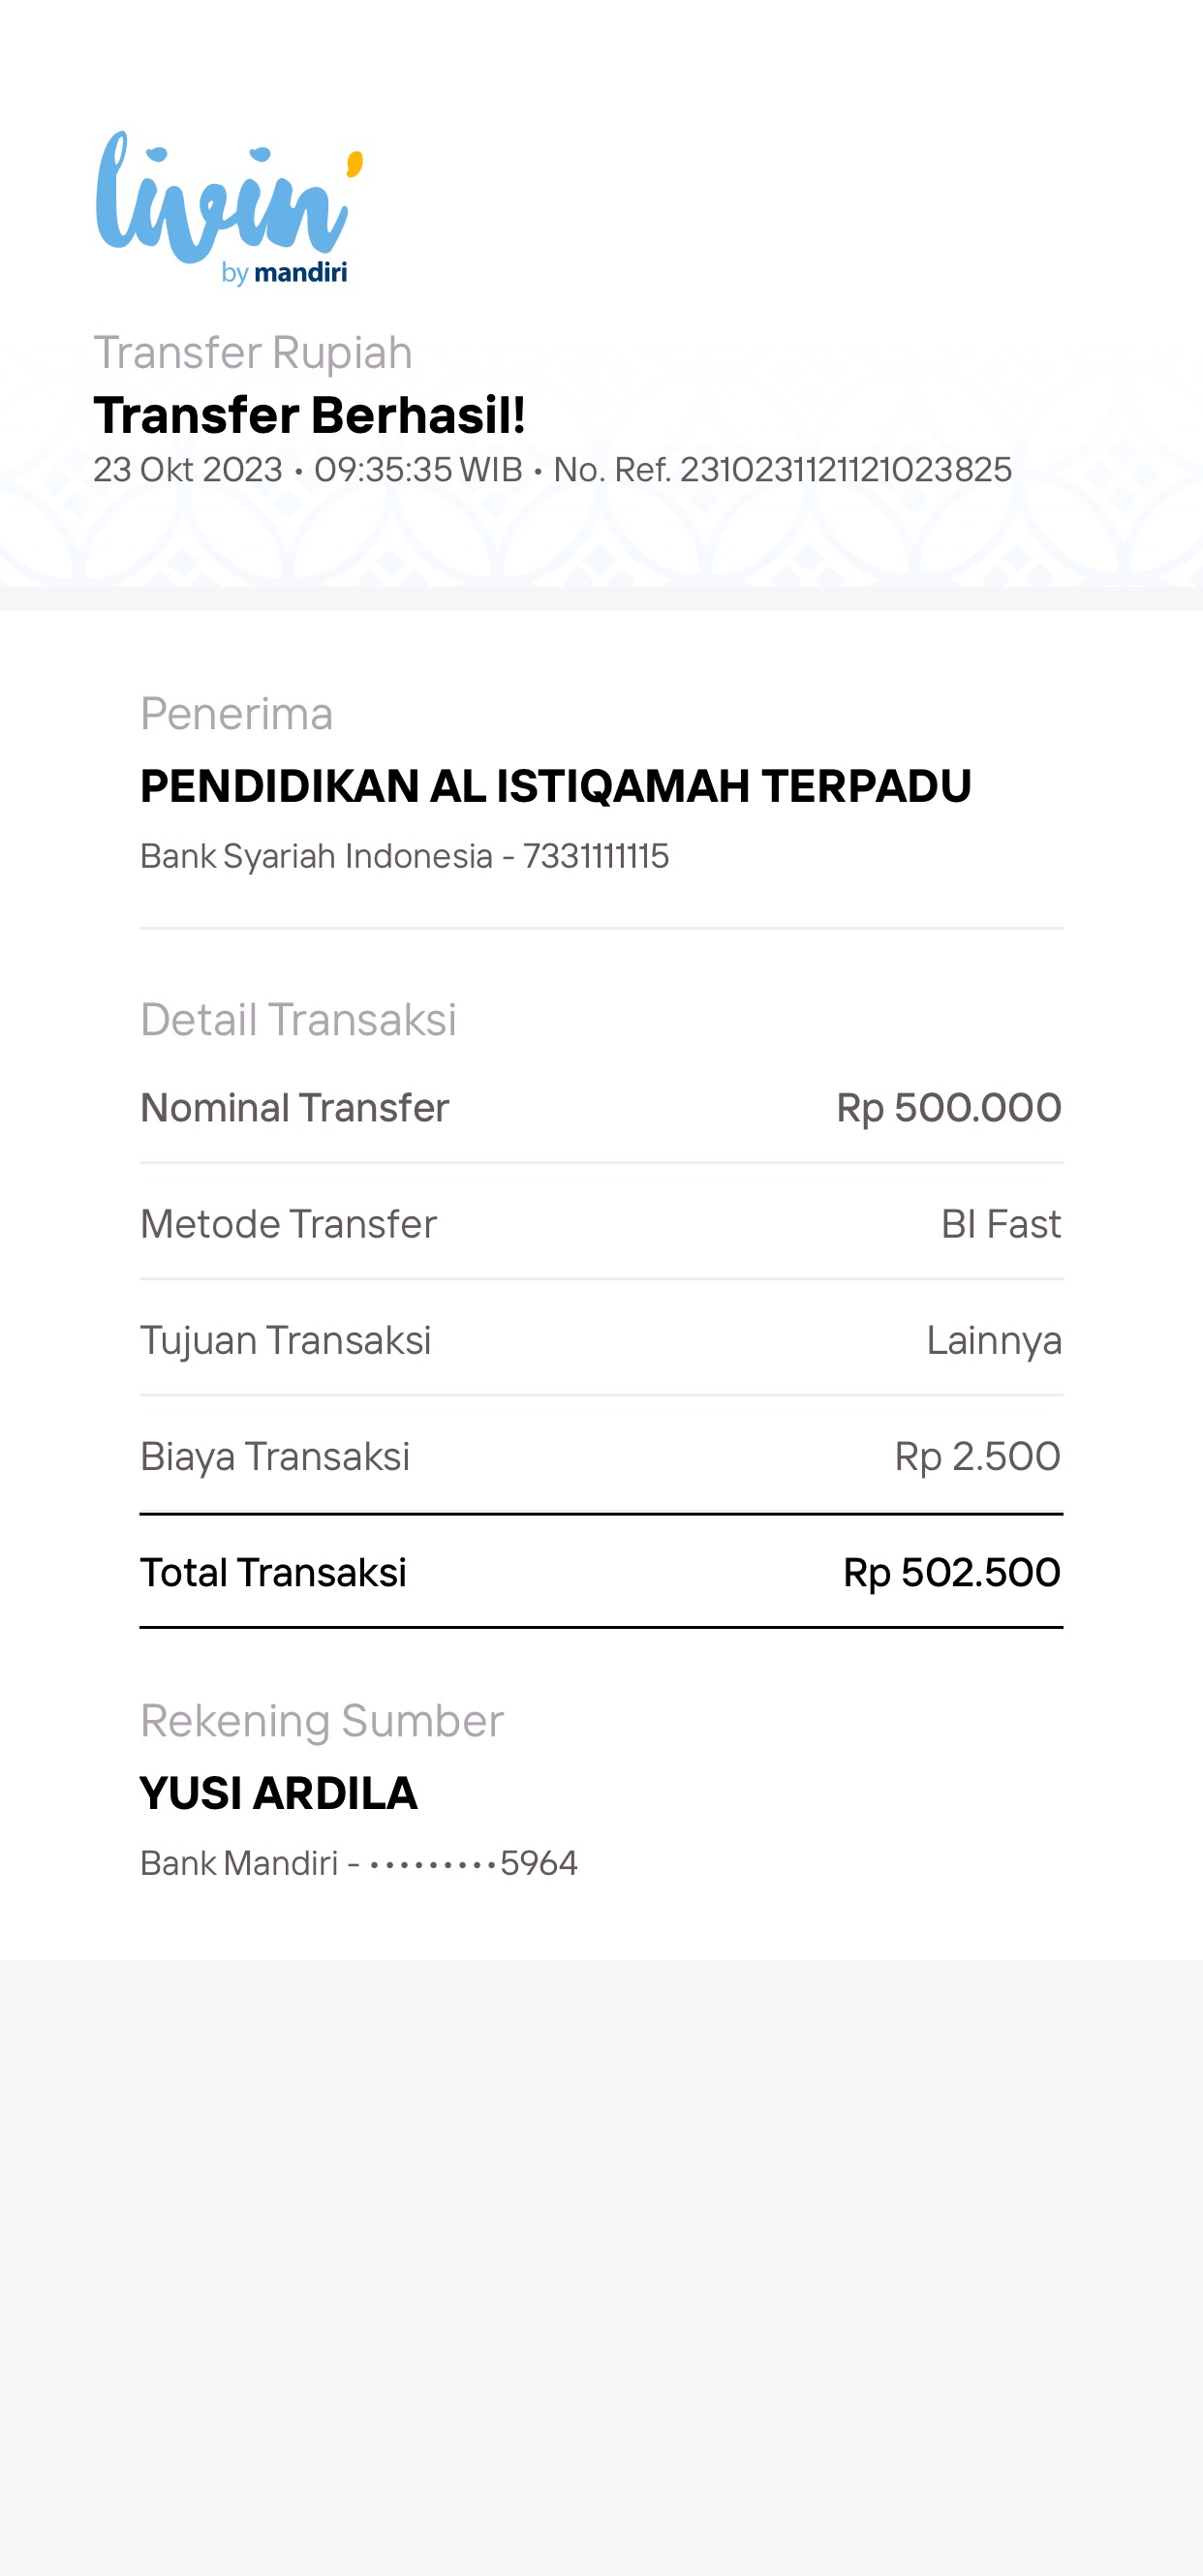 livin'
by mandiri
Transfer Rupiah
Transfer Berhasil!
23 Okt 2023 • 09:35:35 WIB • No. Ref. 2310231121121023825
Penerima
PENDIDIKAN AL ISTIQAMAH TERPADU
Bank Syariah Indonesia - 7331111115
Detail Transaksi
Nominal Transfer Rp 500.000
Metode Transfer BI Fast
Tujuan Transaksi Lainnya
Biaya Transaksi Rp 2.500
Total Transaksi Rp 502.500
Rekening Sumber
YUSI ARDILA
Bank Mandiri - •••••••••5964